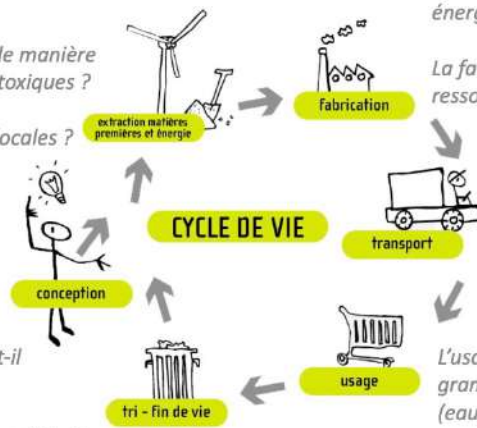 énerg
de manière
toxiques ?
La fa
resso
locales ?
extraction matières
premières et énergie
fabrication
CYCLE DE VIE
transport
conception
t-il
usage
L'usa
gran
(eau
tri - fin de vie